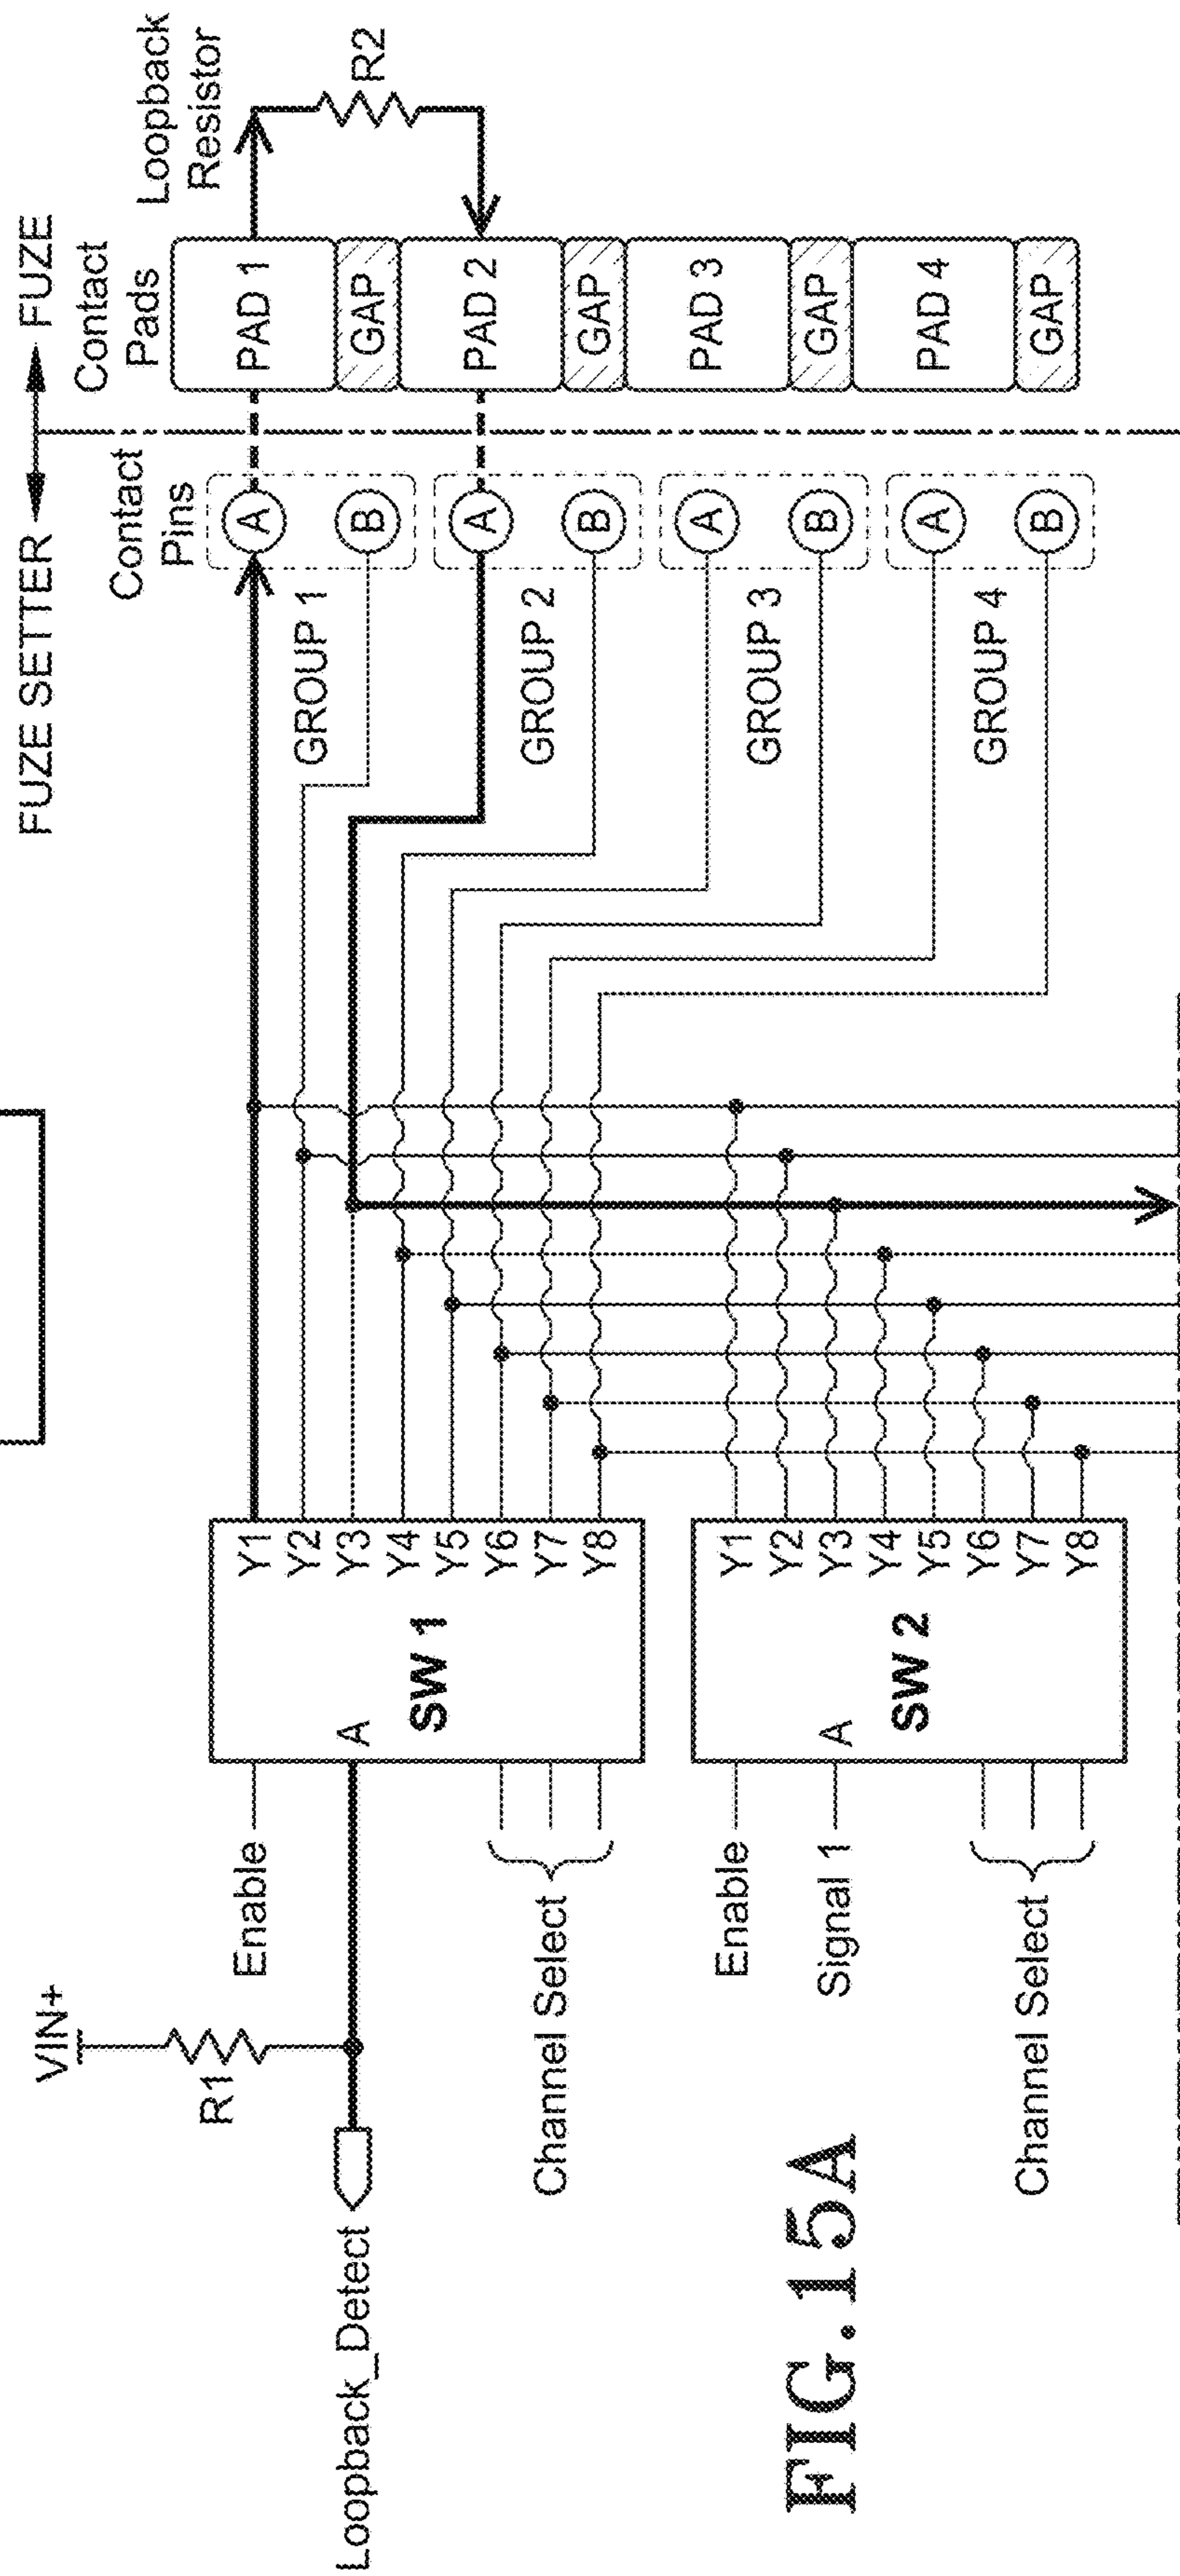 FUZE SETTER
FUZE
Contact
Pins
Contact
Pads
Loopback
Resistor
VIN+
R1
R2
Loopback_Detect
Enable
A
Channel Select
SW 1
Y1
Y2
Y3
Y4
Y5
Y6
Y7
Y8
A
B
GROUP 1
A
B
GROUP 2
A
B
GROUP 3
A
B
GROUP 4
PAD 1
GAP
PAD 2
GAP
PAD 3
GAP
PAD 4
GAP
Enable
Signal 1
A
Channel Select
SW 2
Y1
Y2
Y3
Y4
Y5
Y6
Y7
Y8
FIG.15A